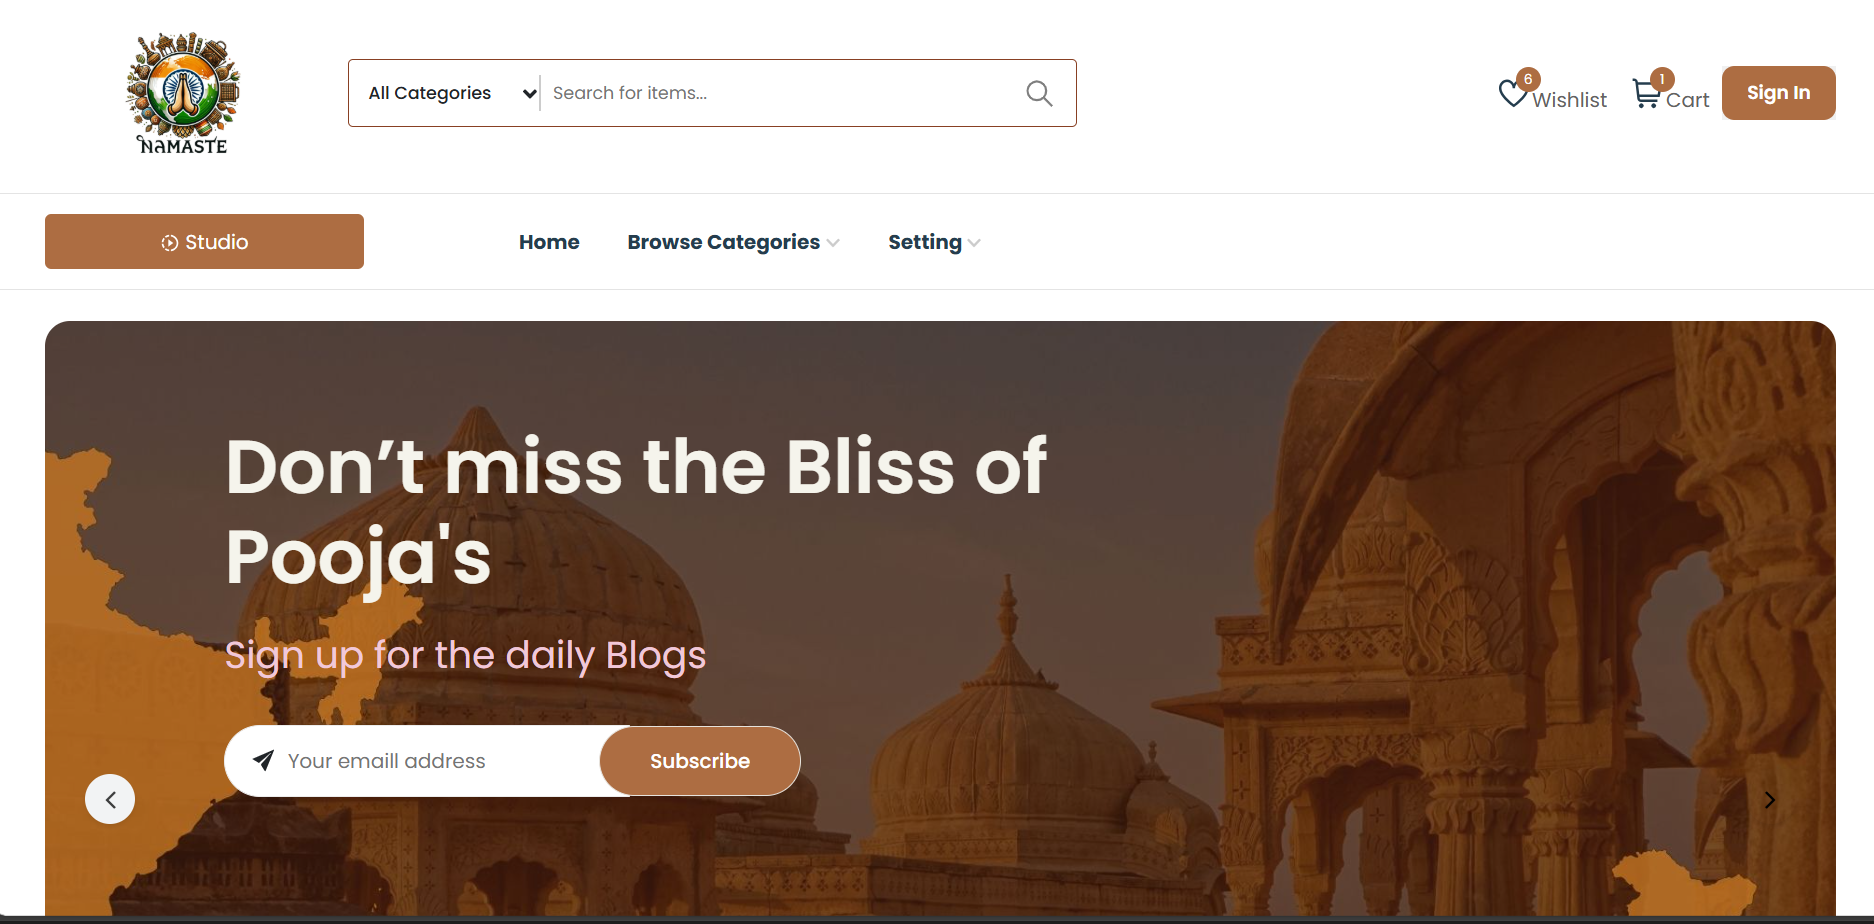 NAMASTE
All Categories
Search for items...
6
Wishlist
1
Cart
Sign In
Studio
Home
Browse Categories
Setting
Don’t miss the Bliss of
Pooja's
Sign up for the daily Blogs
Your emaill address
Subscribe